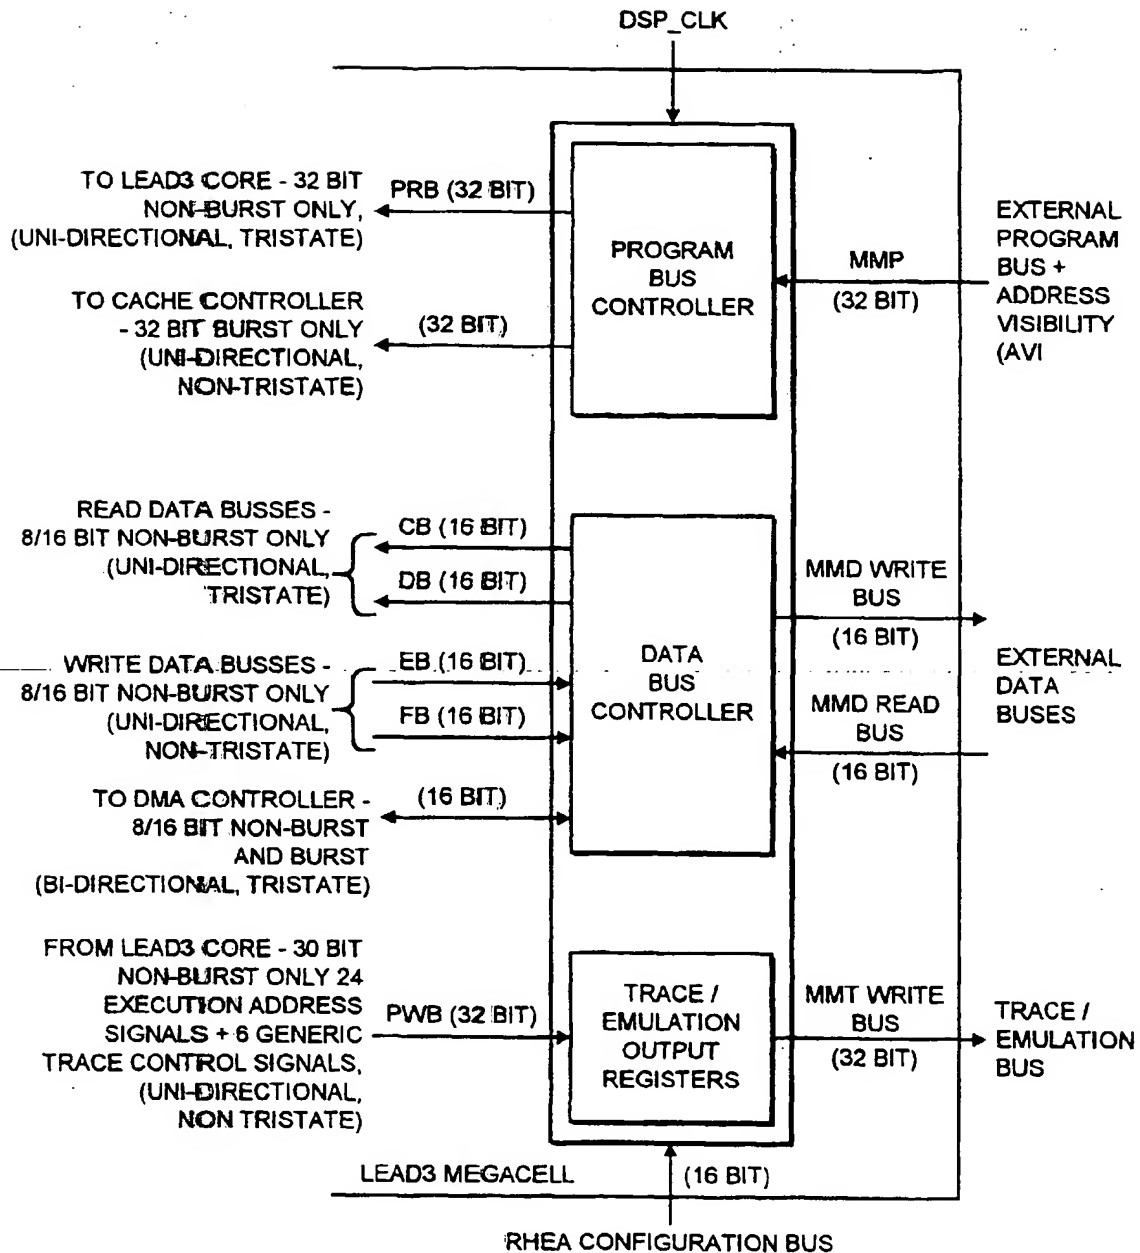 DSP_CLK
TO LEAD3 CORE - 32 BIT
NON-BURST ONLY,
(UNI-DIRECTIONAL, TRISTATE)
PRB (32 BIT)
TO CACHE CONTROLLER
- 32 BIT BURST ONLY
(UNI-DIRECTIONAL,
NON-TRISTATE)
(32 BIT)
PROGRAM
BUS
CONTROLLER
MMP
(32 BIT)
EXTERNAL
PROGRAM
BUS +
ADDRESS
VISIBILITY
(AVI
READ DATA BUSSES -
8/16 BIT NON-BURST ONLY
(UNI-DIRECTIONAL,
TRISTATE)
CB (16 BIT)
DB (16 BIT)
WRITE DATA BUSSES -
8/16 BIT NON-BURST ONLY
(UNI-DIRECTIONAL,
NON-TRISTATE)
EB (16 BIT)
FB (16 BIT)
TO DMA CONTROLLER -
8/16 BIT NON-BURST
AND BURST
(BI-DIRECTIONAL, TRISTATE)
(16 BIT)
DATA
BUS
CONTROLLER
MMD WRITE
BUS
(16 BIT)
MMD READ
BUS
(16 BIT)
EXTERNAL
DATA
BUSES
FROM LEAD3 CORE - 30 BIT
NON-BURST ONLY 24
EXECUTION ADDRESS
SIGNALS + 6 GENERIC
TRACE CONTROL SIGNALS,
(UNI-DIRECTIONAL,
NON TRISTATE)
PWB (32 BIT)
TRACE /
EMULATION
OUTPUT
REGISTERS
MMT WRITE
BUS
(32 BIT)
TRACE /
EMULATION
BUS
LEAD3 MEGACELL
(16 BIT)
RHEA CONFIGURATION BUS